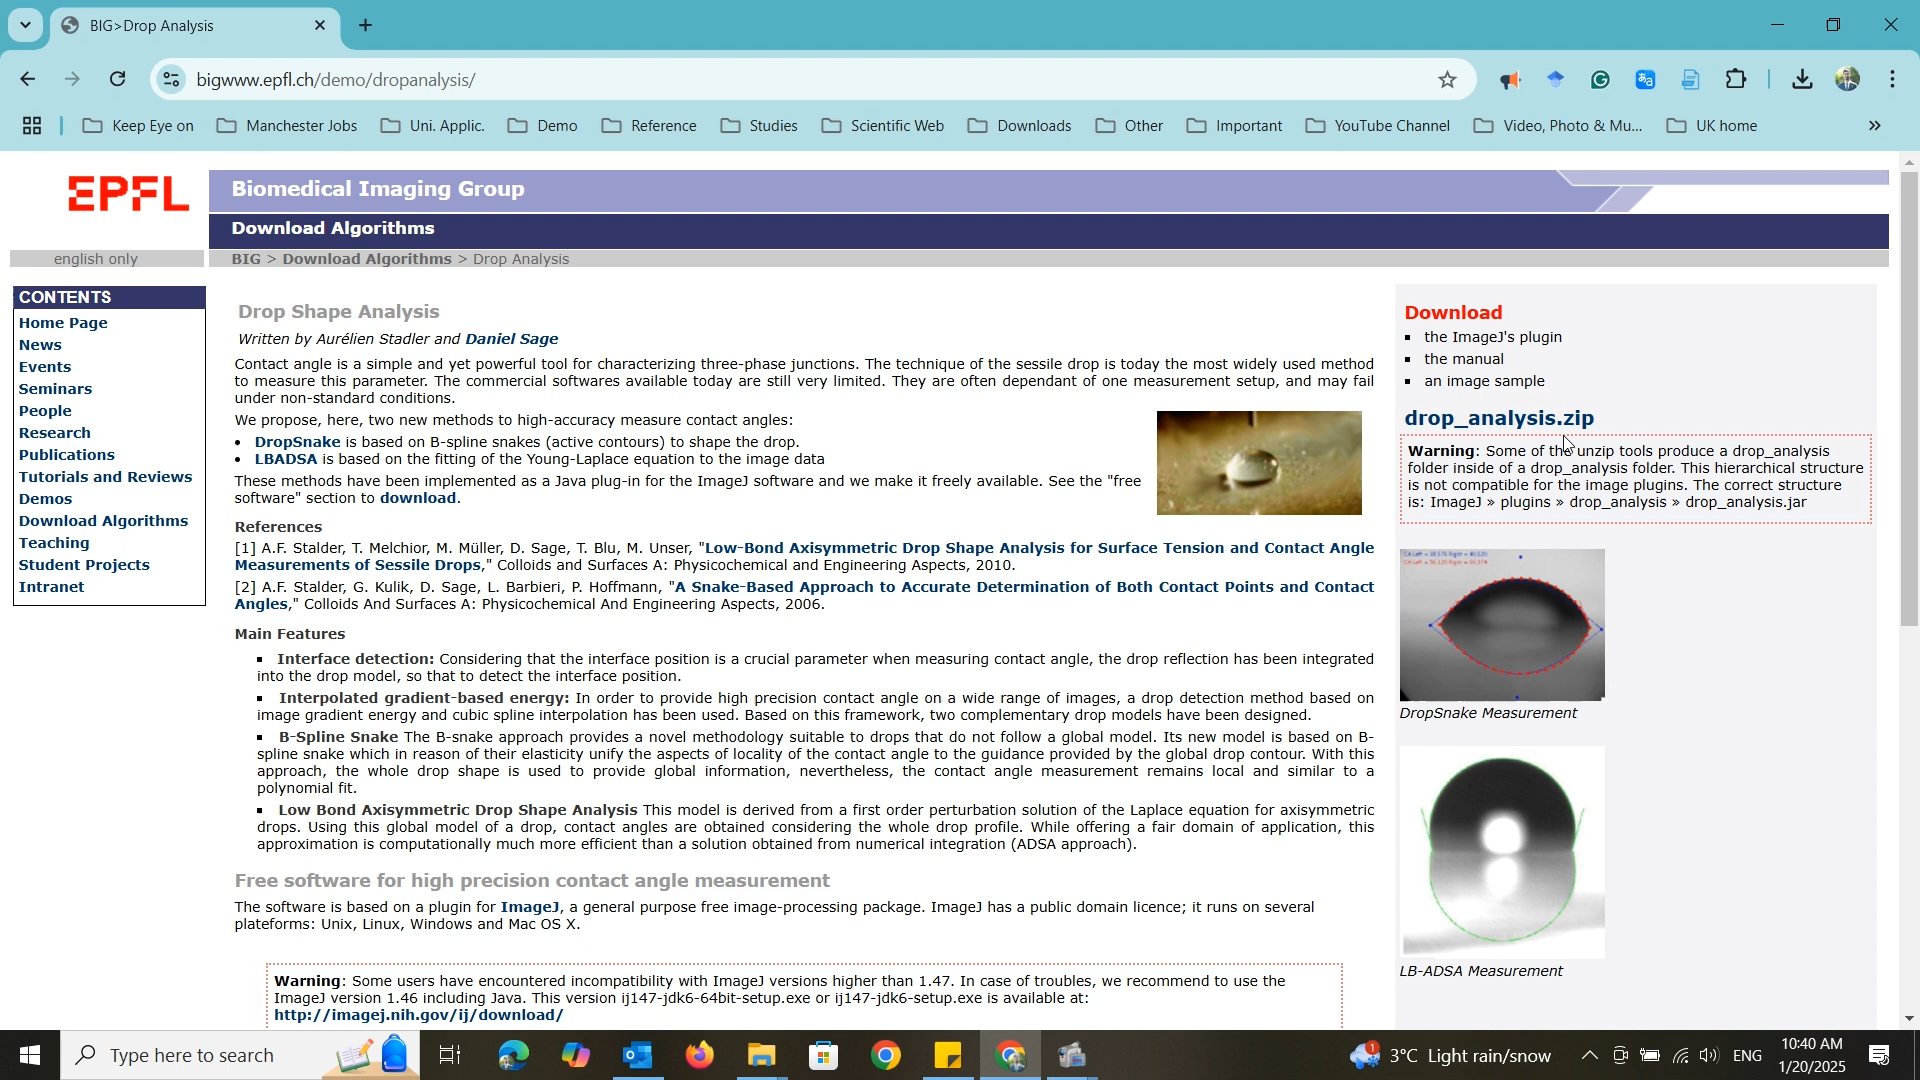 BIG>Drop Analysis
bigwww.epfl.ch/demo/dropanalysis/
Keep Eye on
Manchester Jobs
Uni. Applic.
Demo
Reference
Studies
Scientific Web
Downloads
Other
Important
YouTube Channel
Video, Photo & Mu...
UK home
EPFL
Biomedical Imaging Group
Download Algorithms
english only
BIG > Download Algorithms > Drop Analysis
CONTENTS
Home Page
News
Events
Seminars
People
Research
Publications
Tutorials and Reviews
Demos
Download Algorithms
Teaching
Student Projects
Intranet
Drop Shape Analysis
Written by Aurélien Stadler and Daniel Sage
Contact angle is a simple and yet powerful tool for characterizing three-phase junctions. The technique of the sessile drop is today the most widely used method
to measure this parameter. The commercial softwares available today are still very limited. They are often dependant of one measurement setup, and may fail
under non-standard conditions.
We propose, here, two new methods to high-accuracy measure contact angles:
• DropSnake is based on B-spline snakes (active contours) to shape the drop.
• LBADSA is based on the fitting of the Young-Laplace equation to the image data
These methods have been implemented as a Java plug-in for the ImageJ software and we make it freely available. See the "free
software" section to download.
References
[1] A.F. Stalder, T. Melchior, M. Müller, D. Sage, T. Blu, M. Unser, "Low-Bond Axisymmetric Drop Shape Analysis for Surface Tension and Contact Angle
Measurements of Sessile Drops," Colloids and Surfaces A: Physicochemical and Engineering Aspects, 2010.
[2] A.F. Stalder, G. Kulik, D. Sage, L. Barbieri, P. Hoffmann, "A Snake-Based Approach to Accurate Determination of Both Contact Points and Contact
Angles," Colloids And Surfaces A: Physicochemical And Engineering Aspects, 2006.
Main Features
▪ Interface detection: Considering that the interface position is a crucial parameter when measuring contact angle, the drop reflection has been integrated
into the drop model, so that to detect the interface position.
▪ Interpolated gradient-based energy: In order to provide high precision contact angle on a wide range of images, a drop detection method based on
image gradient energy and cubic spline interpolation has been used. Based on this framework, two complementary drop models have been designed.
▪ B-Spline Snake The B-snake approach provides a novel methodology suitable to drops that do not follow a global model. Its new model is based on B-
spline snake which in reason of their elasticity unify the aspects of locality of the contact angle to the guidance provided by the global drop contour. With this
approach, the whole drop shape is used to provide global information, nevertheless, the contact angle measurement remains local and similar to a
polynomial fit.
▪ Low Bond Axisymmetric Drop Shape Analysis This model is derived from a first order perturbation solution of the Laplace equation for axisymmetric
drops. Using this global model of a drop, contact angles are obtained considering the whole drop profile. While offering a fair domain of application, this
approximation is computationally much more efficient than a solution obtained from numerical integration (ADSA approach).
Free software for high precision contact angle measurement
The software is based on a plugin for ImageJ, a general purpose free image-processing package. ImageJ has a public domain licence; it runs on several
plateforms: Unix, Linux, Windows and Mac OS X.
Warning: Some users have encountered incompatibility with ImageJ versions higher than 1.47. In case of troubles, we recommend to use the
ImageJ version 1.46 including Java. This version ij147-jdk6-64bit-setup.exe or ij147-jdk6-setup.exe is available at:
http://imagej.nih.gov/ij/download/
Download
▪ the ImageJ's plugin
▪ the manual
▪ an image sample
drop_analysis.zip
Warning: Some of the unzip tools produce a drop_analysis
folder inside of a drop_analysis folder. This hierarchical structure
is not compatible for the image plugins. The correct structure
is: ImageJ » plugins » drop_analysis » drop_analysis.jar
DropSnake Measurement
LB-ADSA Measurement
Type here to search
1
3°C Light rain/snow
ENG
10:40 AM
1/20/2025